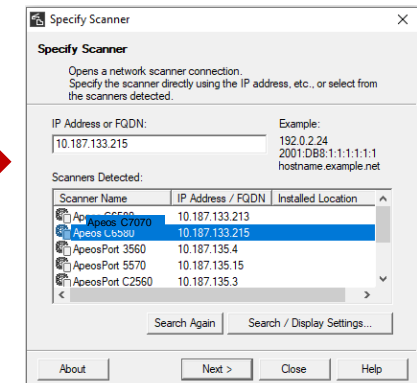 Specify Scanner
Specify Scanner
Opens a network scanner connection.
Specify the scanner directly using the IP address, etc., or select from
the scanners detected.
IP Address or FQDN:
Example:
10.187.133.215
192.0.2.24
2001:DB8:1:1:1:1:1:1
hostname.example.net
Scanners Detected:
Scanner Name IP Address / FQDN Installed Location
10.187.133.213
Apeos C7070
Apeos C6580 10.187.133.215
ApeosPort 3560 10.187.135.4
ApeosPort 5570 10.187.135.15
ApeosPort C2560 10.187.135.3
Search Again Search / Display Settings...
About Next > Close Help